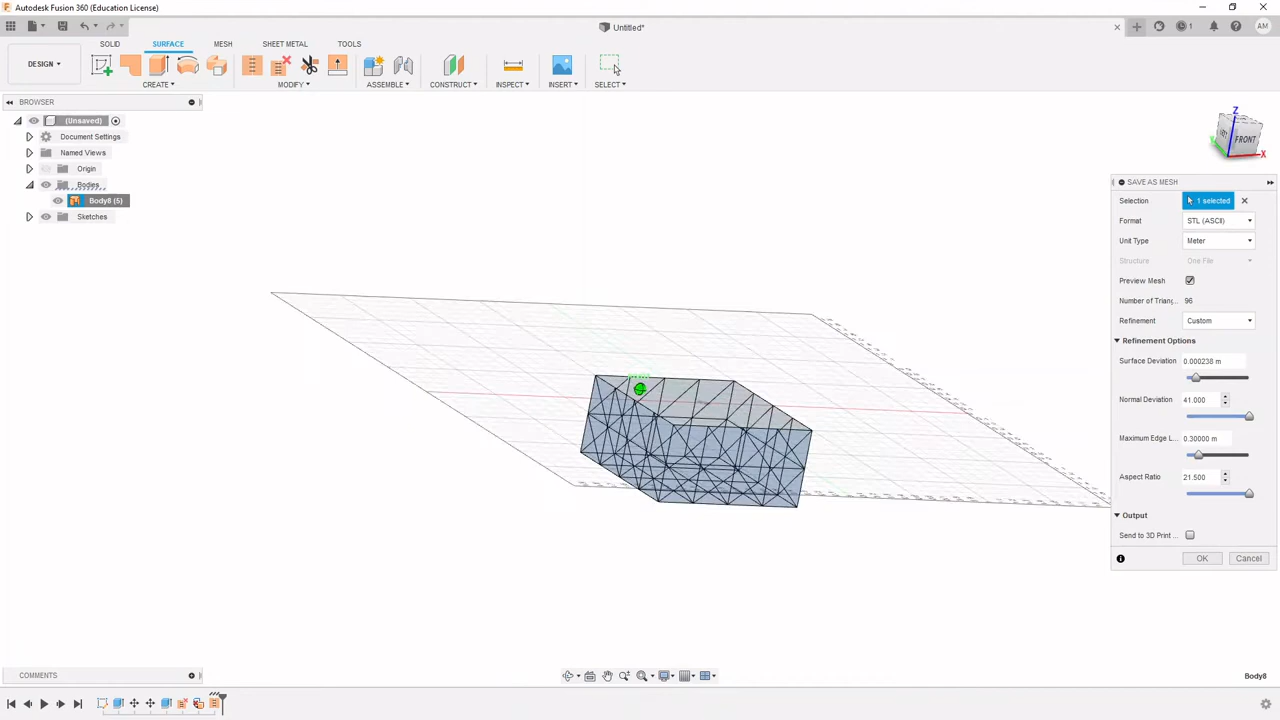 Autodesk Fusion 360 (Education License)
Untitled*
1
AM
SOLID
SURFACE
MESH
SHEET METAL
TOOLS
DESIGN
CREATE
MODIFY
ASSEMBLE
CONSTRUCT
INSPECT
INSERT
SELECT
BROWSER
(Unsaved)
Document Settings
Named Views
Origin
Bodies
Body8 (5)
Sketches
Z
FRONT
X
SAVE AS MESH
Selection
1 selected
Format
STL (ASCII)
Unit Type
Meter
Structure
One File
Preview Mesh
Number of Triang...
96
Refinement
Custom
Refinement Options
Surface Deviation
0.000238 m
Normal Deviation
41.000
Maximum Edge L...
0.30000 m
Aspect Ratio
21.500
Output
Send to 3D Print ...
OK
Cancel
COMMENTS
Body8